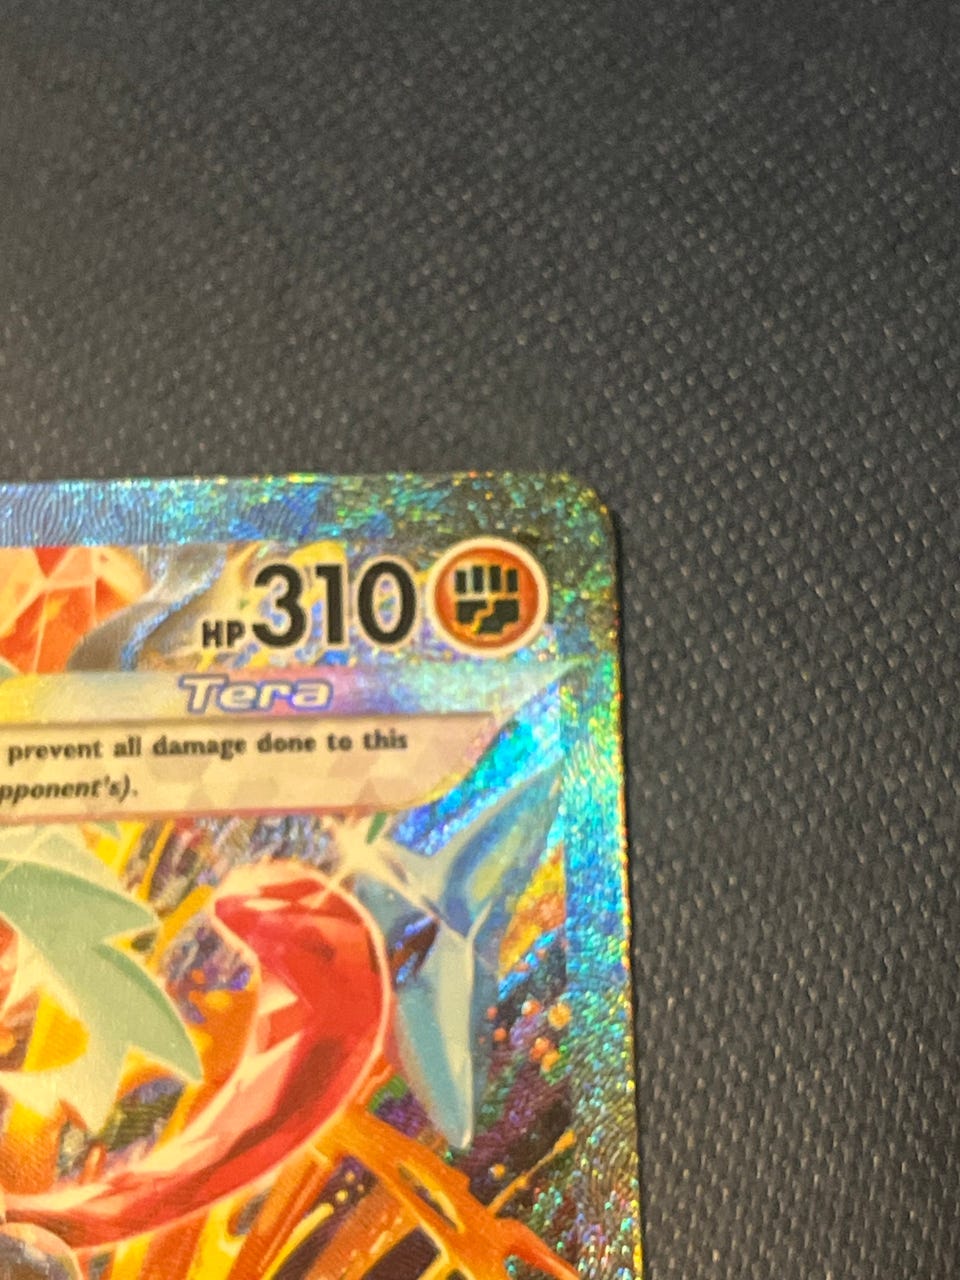 HP310
Tera
prevent all damage done to this
pponent's).